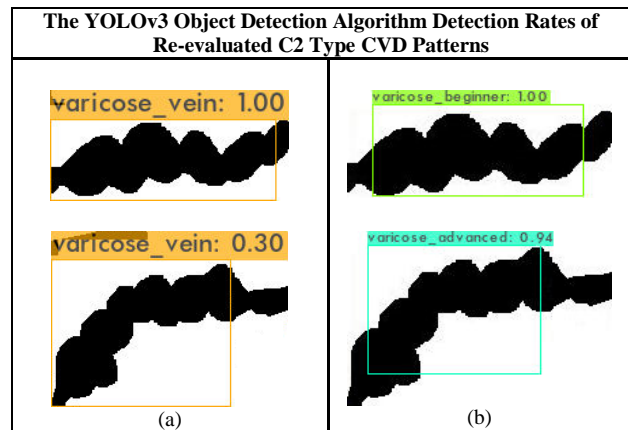 The YOLOv3 Object Detection Algorithm Detection Rates of
Re-evaluated C2 Type CVD Patterns
varicose_vein: 1.00
varicose_vein: 0.30
(a)
varicose_beginner: 1.00
varicose_advanced: 0.94
(b)